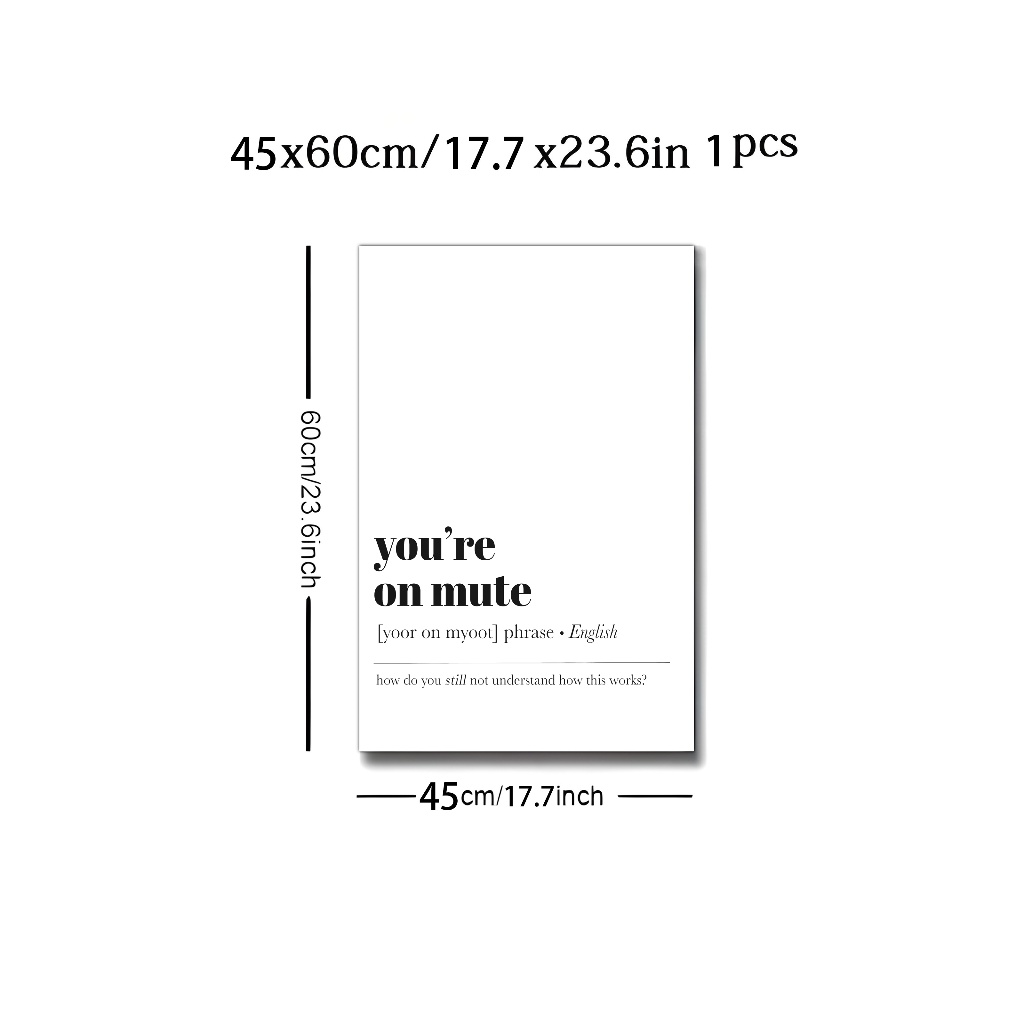 45x60cm/17.7 x23.6in 1pcs
60cm/23.6inch
you’re
on mute
[yoor on myoot] phrase • English
how do you still not understand how this works?
45cm/17.7inch